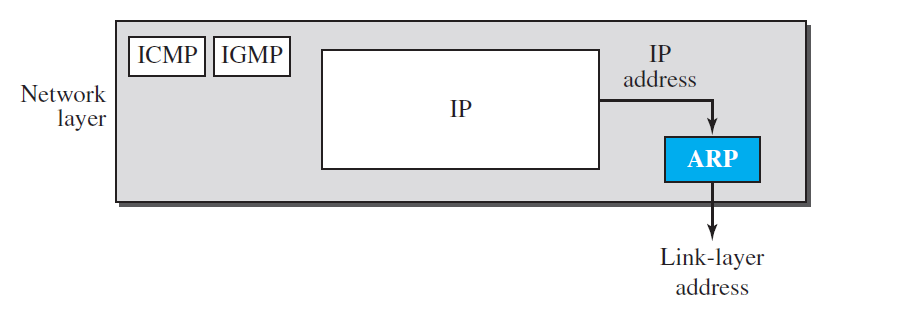 ICMP
IGMP
Network
layer
IP
IP
address
ARP
Link-layer
address